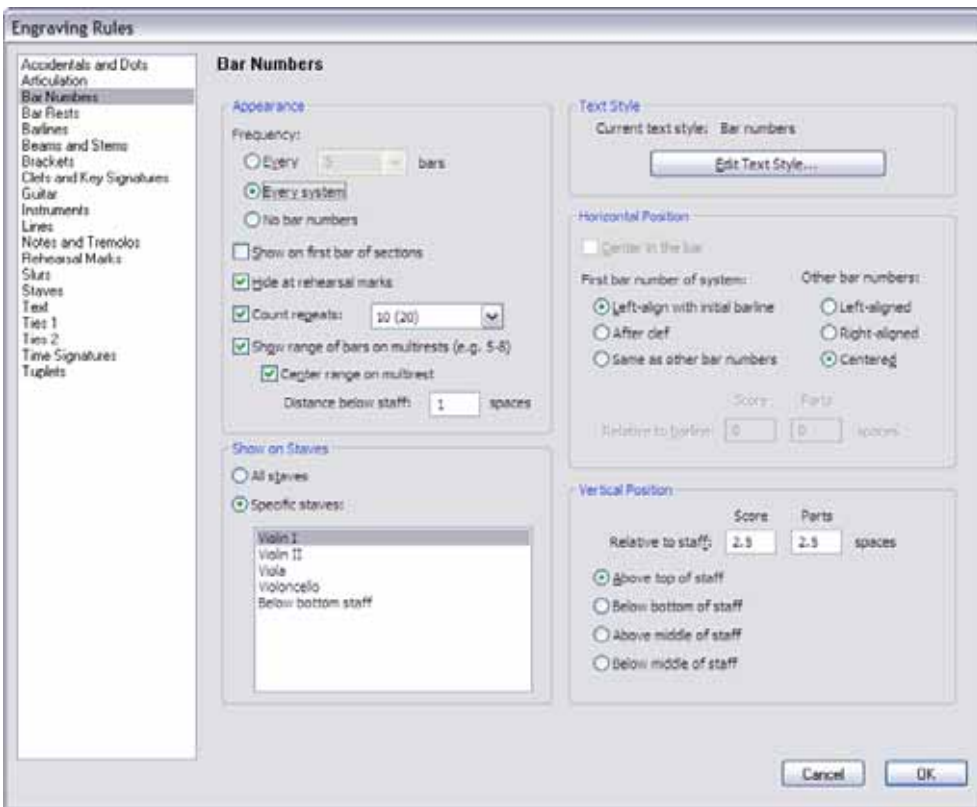 Engraving Rules
Accidentals and Dots
Articulation
Bar Numbers
Bar Rests
Barlines
Beams and Stems
Brackets
Clefs and Key Signatures
Guitar
Instruments
Lines
Notes and Tremolos
Rehearsal Marks
Slurs
Staves
Text
Ties 1
Ties 2
Time Signatures
Tuplets
Bar Numbers
Appearance
Frequency:
Every 5 bars
Every system
No bar numbers
Show on first bar of sections
Hide at rehearsal marks
Count repeats: 10 (20)
Show range of bars on multirests (e.g. 5-8)
Center range on multirest
Distance below staff: 1 spaces
Show on Staves
All staves
Specific staves:
Violin I
Violin II
Viola
Violoncello
Below bottom staff
Text Style
Current text style: Bar numbers
Edit Text Style...
Horizontal Position
Center in the bar
First bar number of system:
Left-align with initial barline
After clef
Same as other bar numbers
Other bar numbers:
Left-aligned
Right-aligned
Centered
Score Parts
Relative to barline: 0 0 spaces
Vertical Position
Score Parts
Relative to staff: 2.5 2.5 spaces
Above top of staff
Below bottom of staff
Above middle of staff
Below middle of staff
Cancel OK